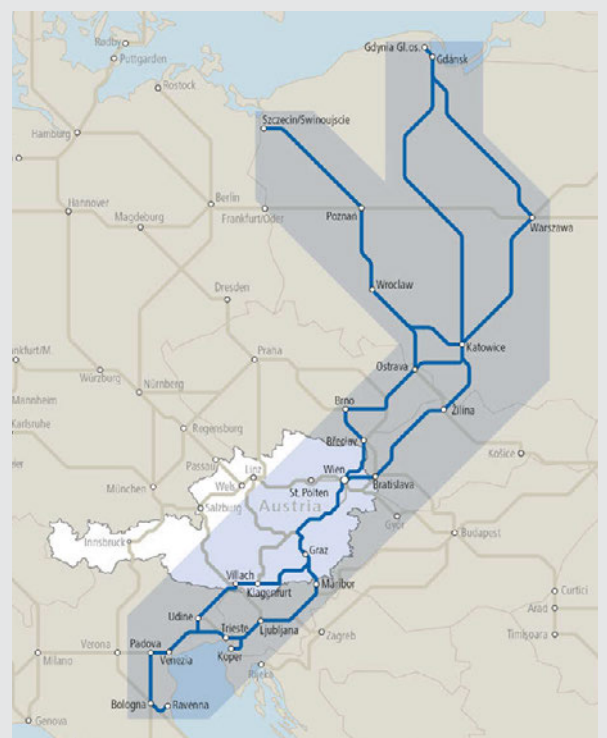 Gdynia Gł.os.
Rødby
Gdańsk
Puttgarden
Rostock
Szczecin/Swinoujscie
Hamburg
Berlin
Hannover
Magdeburg
Frankfurt/Oder
Poznań
Warszawa
Wroclaw
Dresden
Katowice
nkfurt/M.
Praha
Ostrava
Würzburg
Nürnberg
Mannheim
Brno
Žilina
Karlsruhe
Regensburg
Břeclav
Košice
Passau
Linz
Wien
München
Wels
St. Pölten
Bratislava
Salzburg
Austria
Győr
Budapest
Innsbruck
Graz
Villach
Klagenfurt
Maribor
Curtici
Udine
Arad
Trieste
Ljubljana
Zagreb
Timişoara
Padova
Verona
Milano
Venezia
Koper
Rijeka
Bologna
Ravenna
Genova